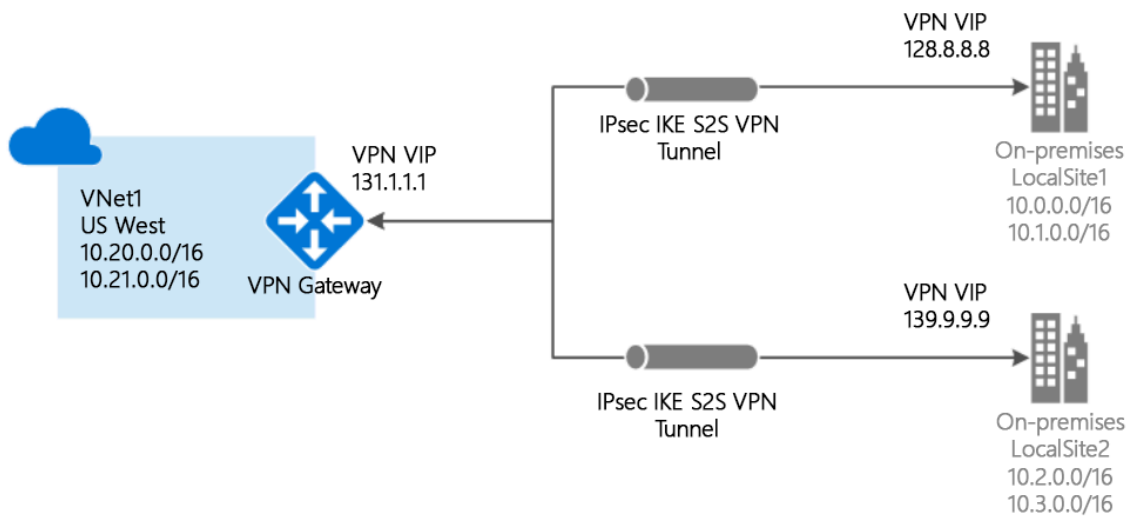 VPN VIP
128.8.8.8
IPsec IKE S2S VPN
Tunnel
On-premises
LocalSite1
10.0.0.0/16
10.1.0.0/16
VPN VIP
131.1.1.1
VNet1
US West
10.20.0.0/16
10.21.0.0/16
VPN Gateway
VPN VIP
139.9.9.9
IPsec IKE S2S VPN
Tunnel
On-premises
LocalSite2
10.2.0.0/16
10.3.0.0/16